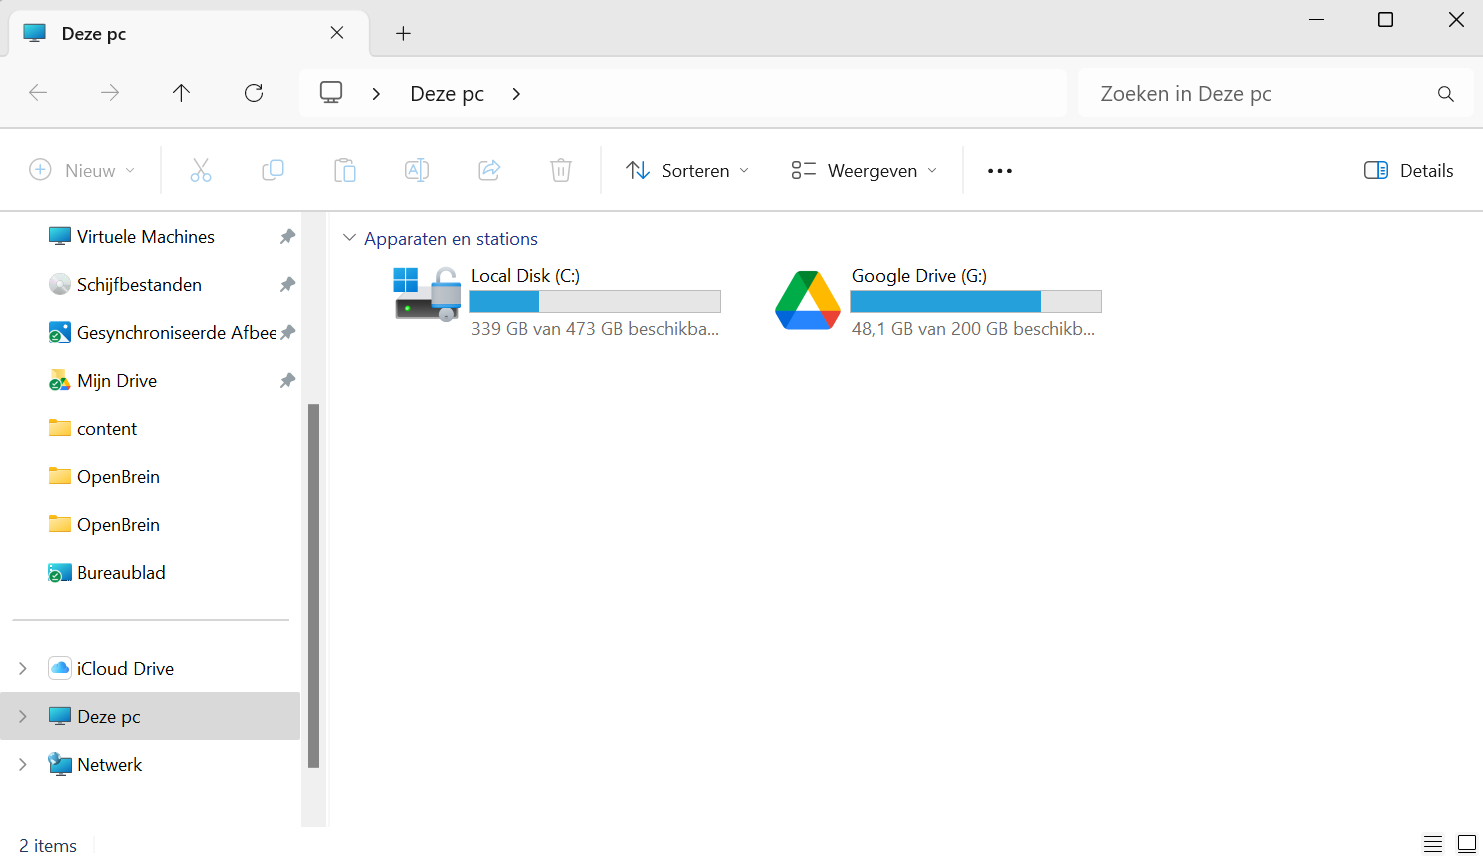 Deze pc
Deze pc
Zoeken in Deze pc
Nieuw
Sorteren
Weergeven
Details
Virtuele Machines
Schijfbestanden
Gesynchroniseerde Afbee
Mijn Drive
content
OpenBrein
OpenBrein
Bureaublad
iCloud Drive
Deze pc
Netwerk
Apparaten en stations
Local Disk (C:)
339 GB van 473 GB beschikba...
Google Drive (G:)
48,1 GB van 200 GB beschikb...
2 items